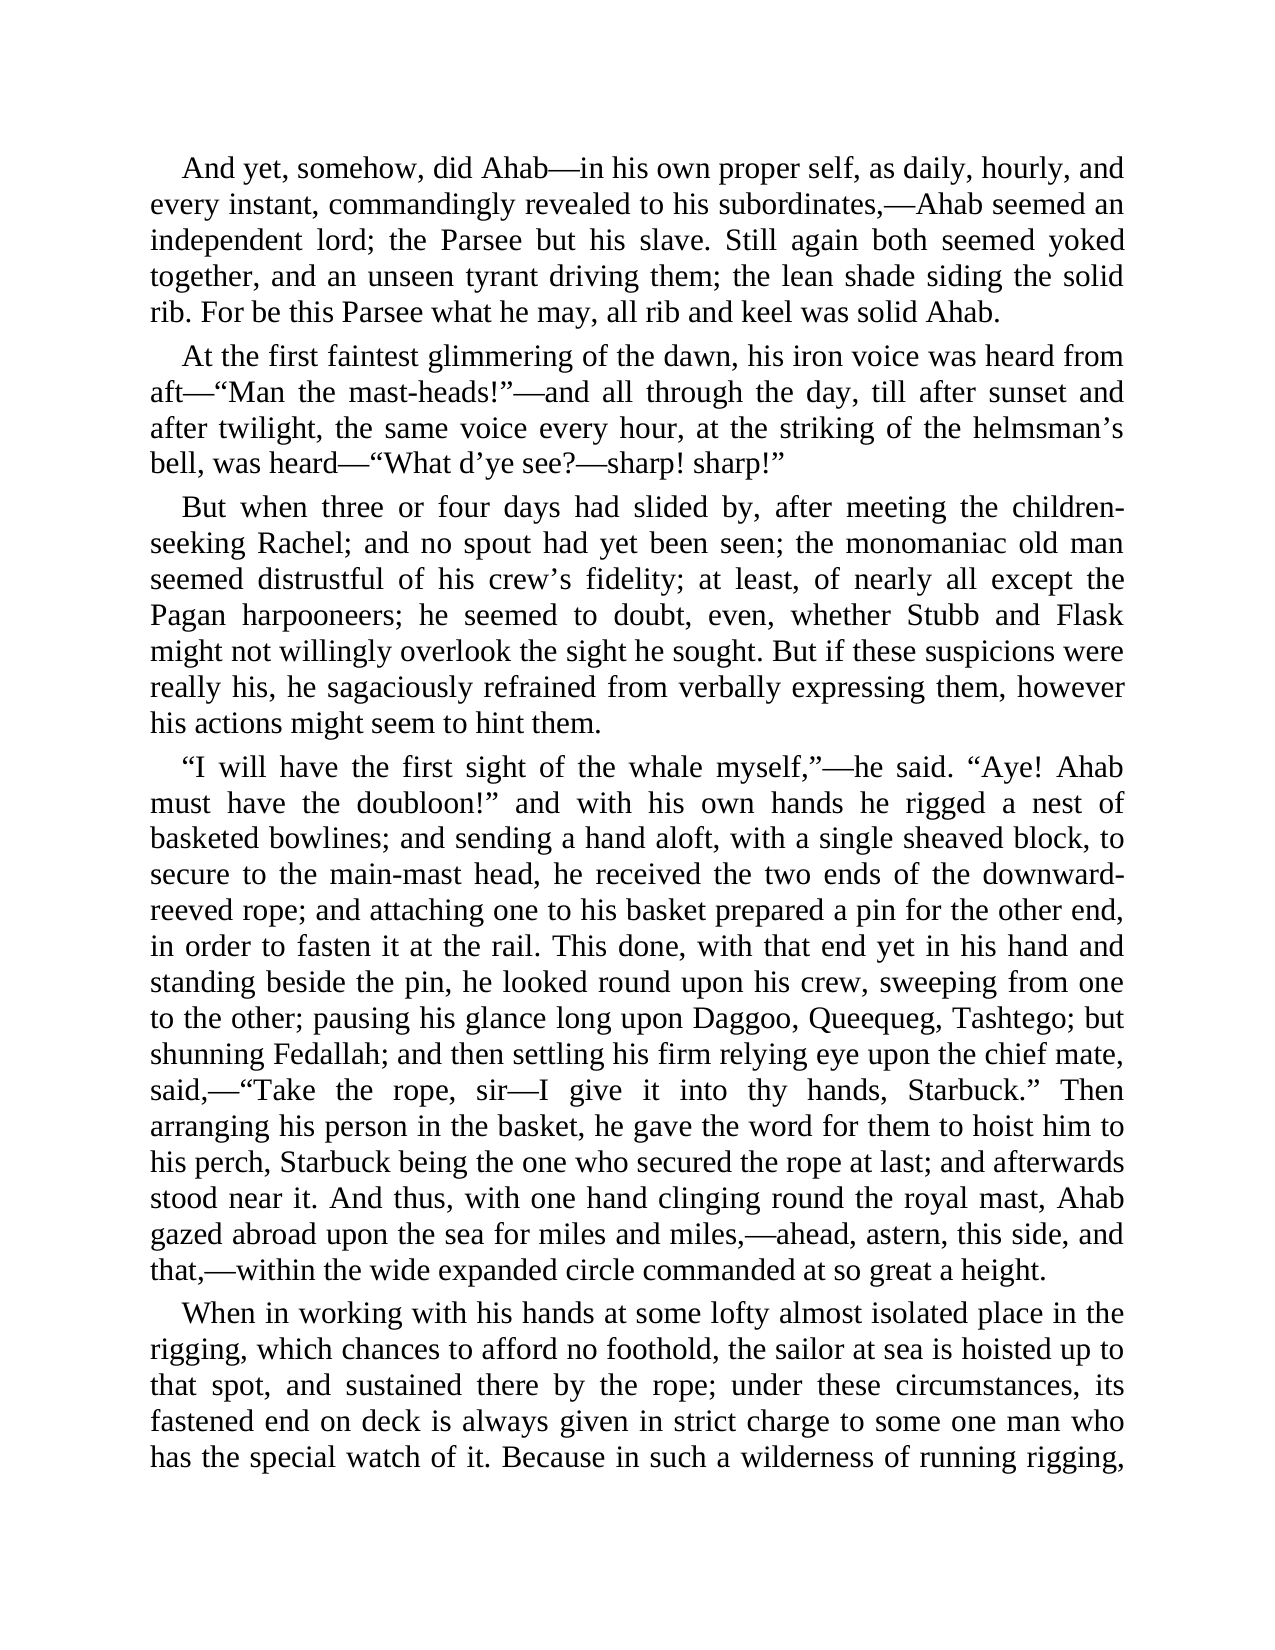 And yet, somehow, did Ahab—in his own proper self, as daily, hourly, and
every instant, commandingly revealed to his subordinates,—Ahab seemed an
independent lord; the Parsee but his slave. Still again both seemed yoked
together, and an unseen tyrant driving them; the lean shade siding the solid
rib. For be this Parsee what he may, all rib and keel was solid Ahab.
At the first faintest glimmering of the dawn, his iron voice was heard from
aft—“Man the mast-heads!”—and all through the day, till after sunset and
after twilight, the same voice every hour, at the striking of the helmsman’s
bell, was heard—“What d’ye see?—sharp! sharp!”
But when three or four days had slided by, after meeting the children-
seeking Rachel; and no spout had yet been seen; the monomaniac old man
seemed distrustful of his crew’s fidelity; at least, of nearly all except the
Pagan harpooneers; he seemed to doubt, even, whether Stubb and Flask
might not willingly overlook the sight he sought. But if these suspicions were
really his, he sagaciously refrained from verbally expressing them, however
his actions might seem to hint them.
“I will have the first sight of the whale myself,”—he said. “Aye! Ahab
must have the doubloon!” and with his own hands he rigged a nest of
basketed bowlines; and sending a hand aloft, with a single sheaved block, to
secure to the main-mast head, he received the two ends of the downward-
reeved rope; and attaching one to his basket prepared a pin for the other end,
in order to fasten it at the rail. This done, with that end yet in his hand and
standing beside the pin, he looked round upon his crew, sweeping from one
to the other; pausing his glance long upon Daggoo, Queequeg, Tashtego; but
shunning Fedallah; and then settling his firm relying eye upon the chief mate,
said,—“Take the rope, sir—I give it into thy hands, Starbuck.” Then
arranging his person in the basket, he gave the word for them to hoist him to
his perch, Starbuck being the one who secured the rope at last; and afterwards
stood near it. And thus, with one hand clinging round the royal mast, Ahab
gazed abroad upon the sea for miles and miles,—ahead, astern, this side, and
that,—within the wide expanded circle commanded at so great a height.
When in working with his hands at some lofty almost isolated place in the
rigging, which chances to afford no foothold, the sailor at sea is hoisted up to
that spot, and sustained there by the rope; under these circumstances, its
fastened end on deck is always given in strict charge to some one man who
has the special watch of it. Because in such a wilderness of running rigging,